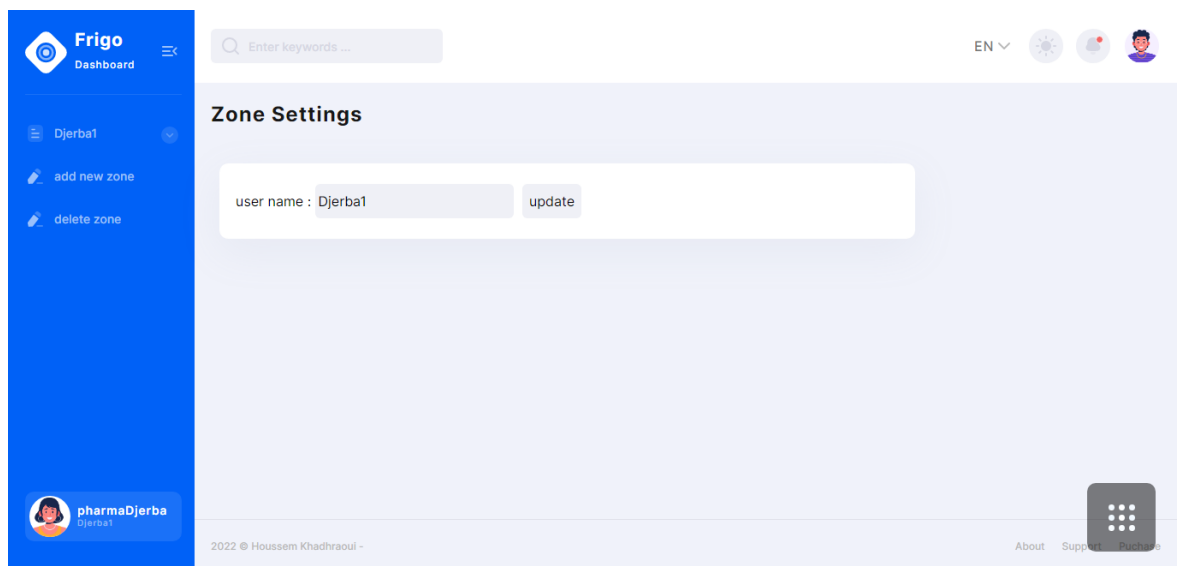 Frigo
Dashboard
Enter keywords ...
EN
Djerba1
add new zone
delete zone
Zone Settings
user name : Djerba1 update
pharmaDjerba
Djerba1
2022 © Houssem Khadhraoui -
About Support Puchase